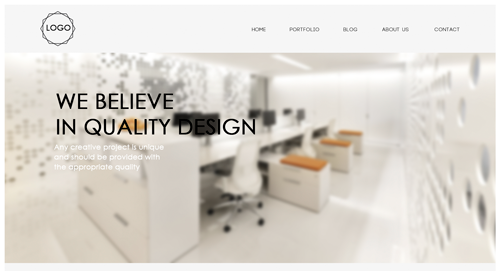 LOGO
HOME
PORTFOLIO
BLOG
ABOUT US
CONTACT
WE BELIEVE
IN QUALITY DESIGN
Any creative project is unique
and should be provided with
the appropriate quality